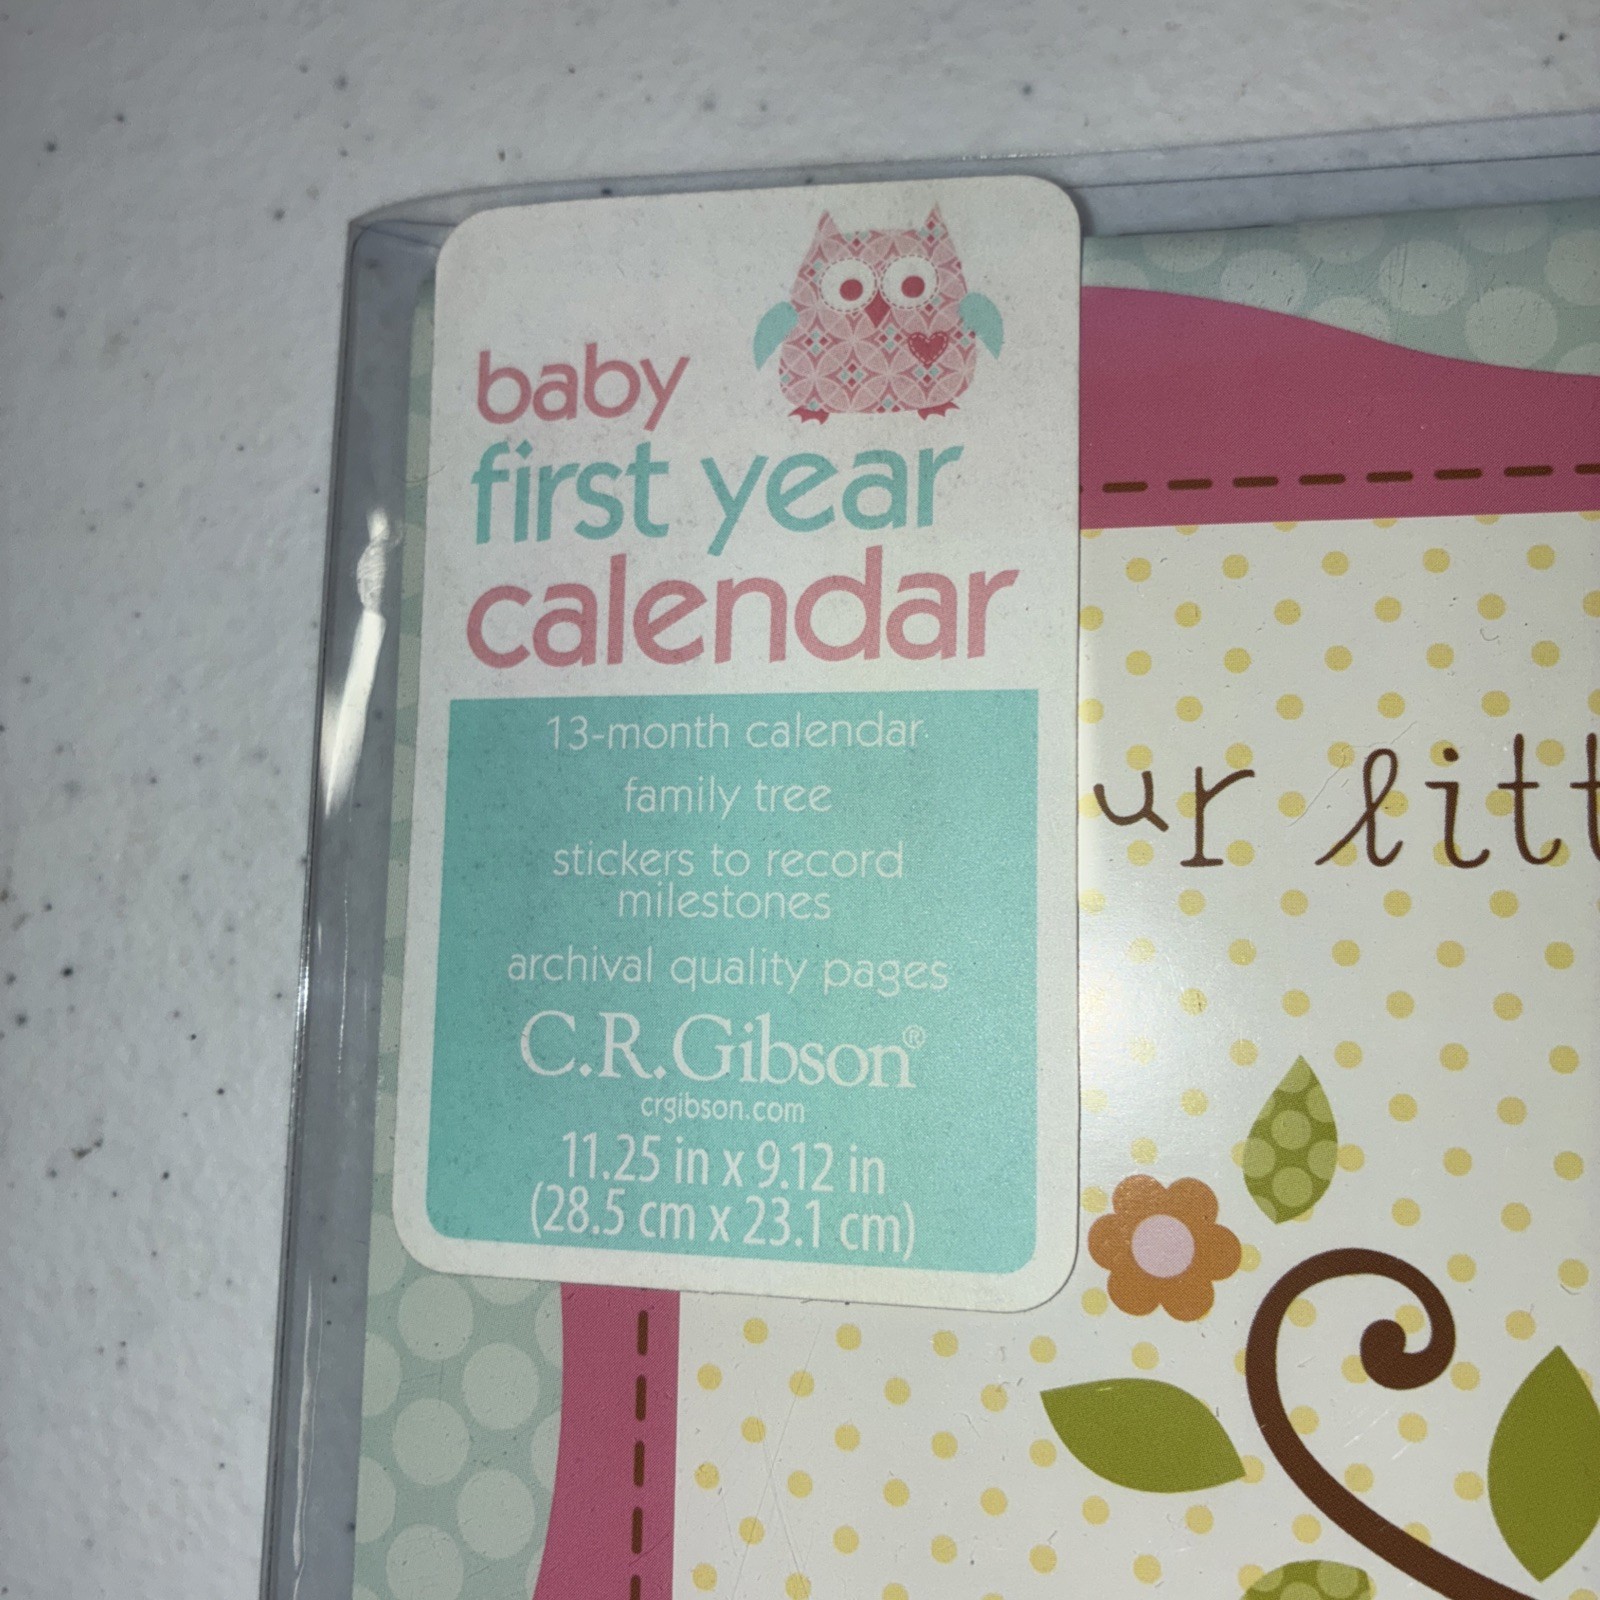 baby
first year
calendar
13-month calendar
family tree
stickers to record
milestones
archival quality pages
C.R.Gibson®
crgibson.com
11.25 in x 9.12 in
(28.5 cm x 23.1 cm)
ur litt